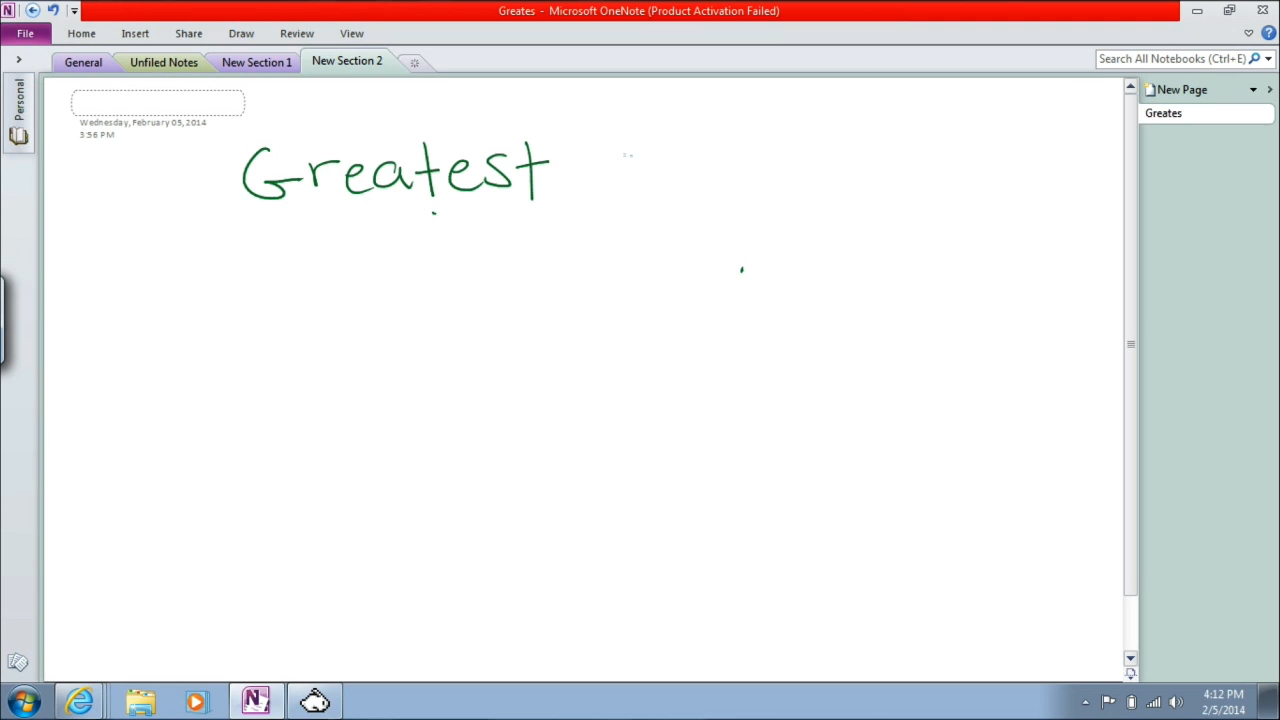 Greates - Microsoft OneNote (Product Activation Failed)
File Home Insert Share Draw Review View
General Unfiled Notes New Section 1 New Section 2 Search All Notebooks (Ctrl+E)
Personal
New Page
Greates
Wednesday, February 05, 2014
3:56 PM
Greatest
4:12 PM
2/5/2014